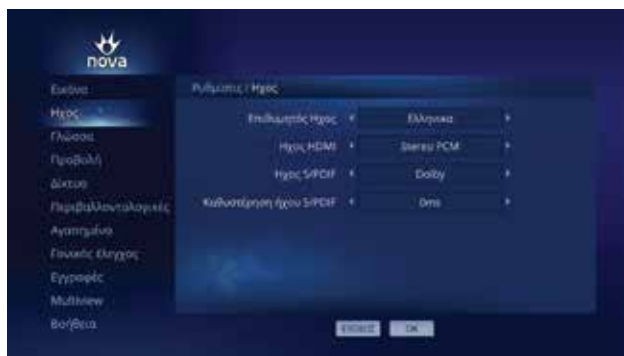 nova
Εικόνα
Ήχος
Γλώσσα
Προβολή
Δίκτυο
Περιβαλλοντολογικές
Αγαπημένα
Γονικός έλεγχος
Εγγραφές
Multiview
Βοήθεια
Ρυθμίσεις / Ήχος
Επιθυμητός Ήχος Ελληνικα
Ήχος HDMI Stereo PCM
Ήχος S/PDIF Dolby
Καθυστέρηση ήχου S/PDIF 0ms
OK